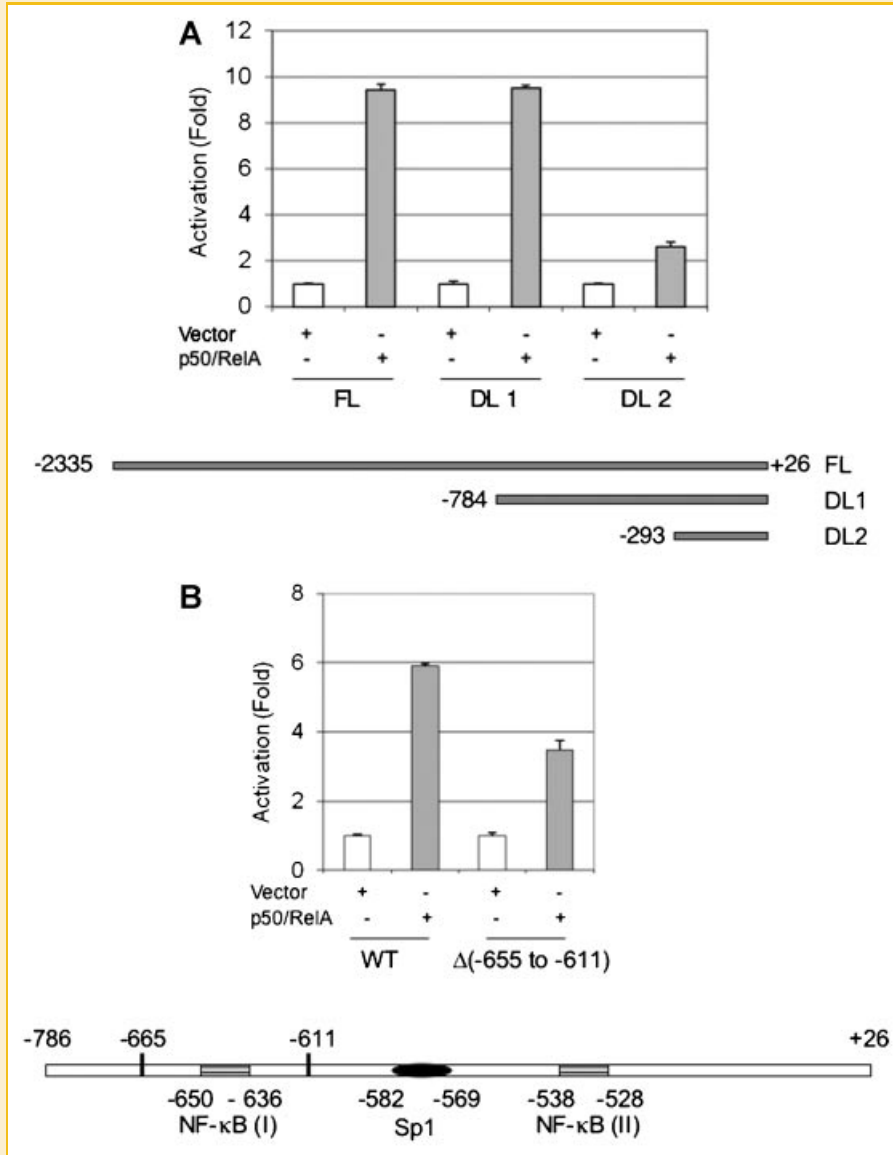 A
12
10
8
6
4
2
0
Activation (Fold)
Vector + - + - + -
p50/RelA - + - + - +
FL DL 1 DL 2
-2335 +26 FL
-784 DL1
-293 DL2
B
8
6
4
2
0
Activation (Fold)
Vector + - + -
p50/RelA - + - +
WT Δ(-655 to -611)
-786 -665 -611 +26
-650 - 636 -582 -569 -538 -528
NF-κB (I) Sp1 NF-κB (II)